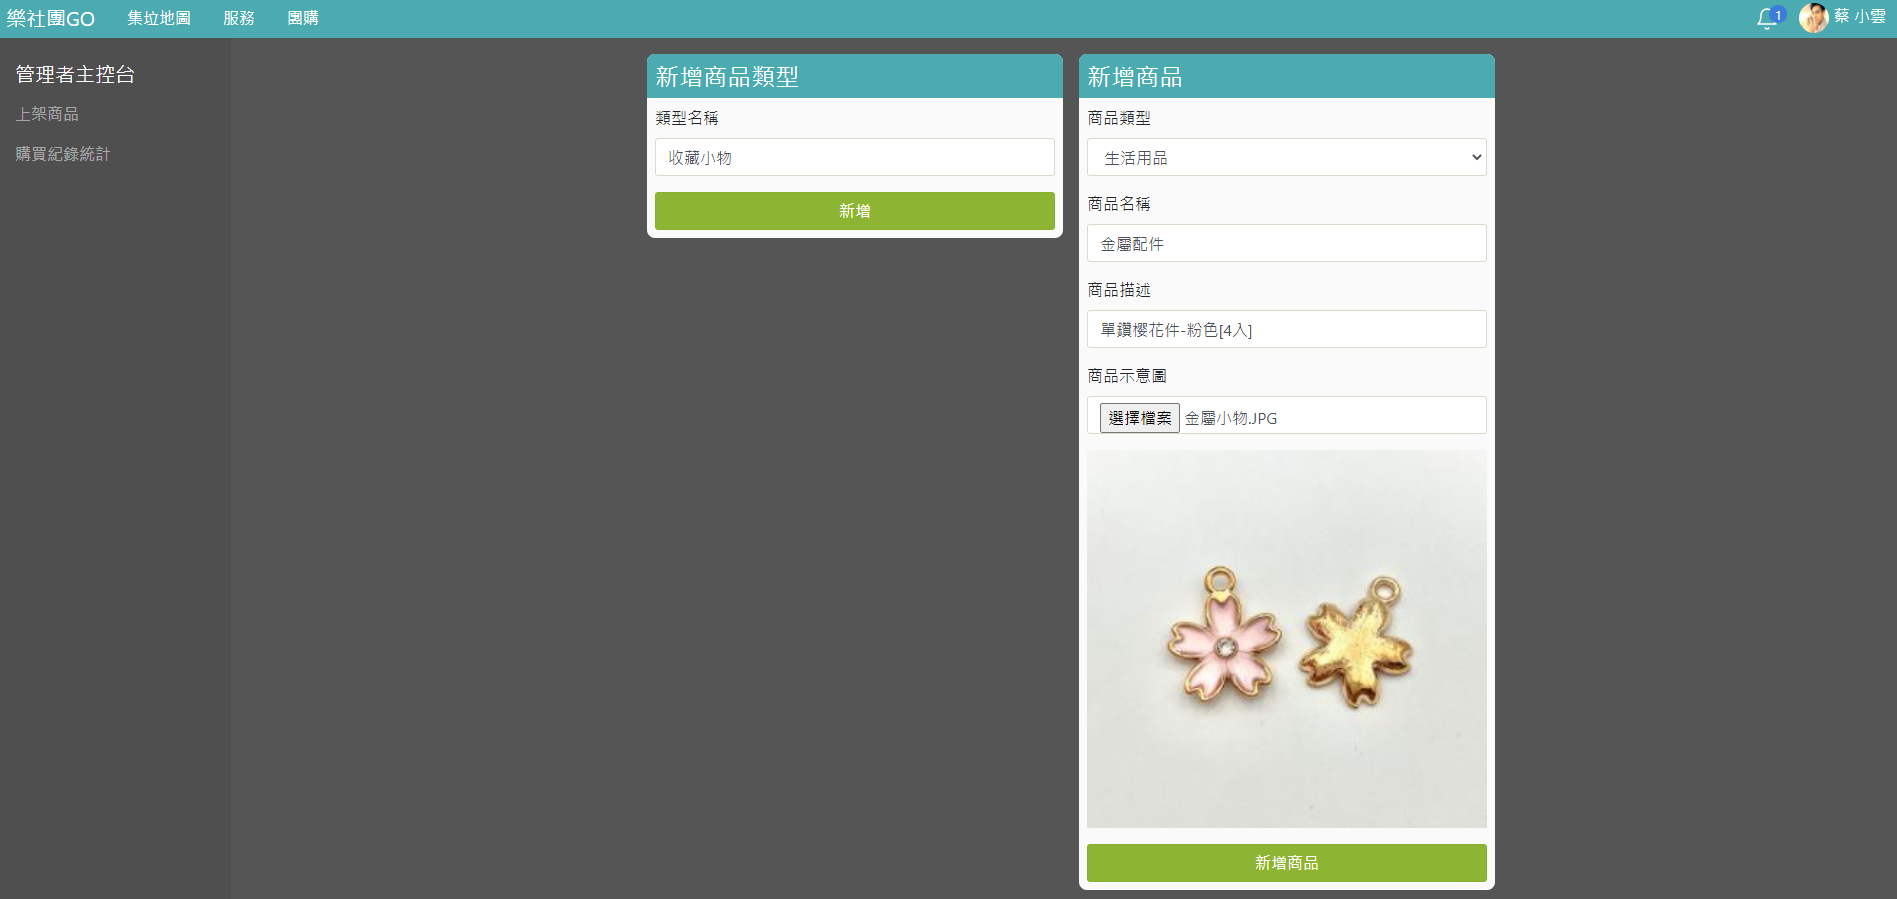 樂社團GO 集垃地圖 服務 團購 1 蔡 小雲
管理者主控台
上架商品
購買紀錄統計
新增商品類型
類型名稱
收藏小物
新增
新增商品
商品類型
生活用品
商品名稱
金屬配件
商品描述
單鑽櫻花件-粉色[4入]
商品示意圖
選擇檔案 金屬小物.JPG
新增商品